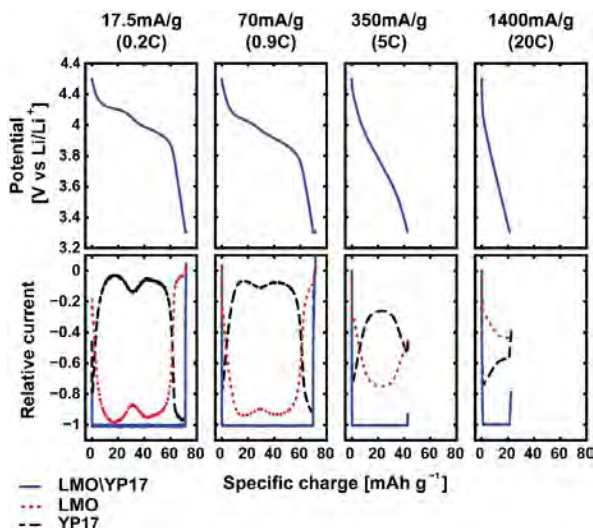 17.5mA/g 70mA/g 350mA/g 1400mA/g
(0.2C) (0.9C) (5C) (20C)
4.4
4.4
4
3.8
3.6
3.4
3.2
Potential
[V vs Li/Li+]
0
−0.2
−0.4
−0.6
−0.8
−1
Relative current
0 20 40 60 80 0 20 40 60 80 0 20 40 60 80 0 20 40 60 80
Specific charge [mAh g⁻¹]
LMO\YP17
LMO
YP17